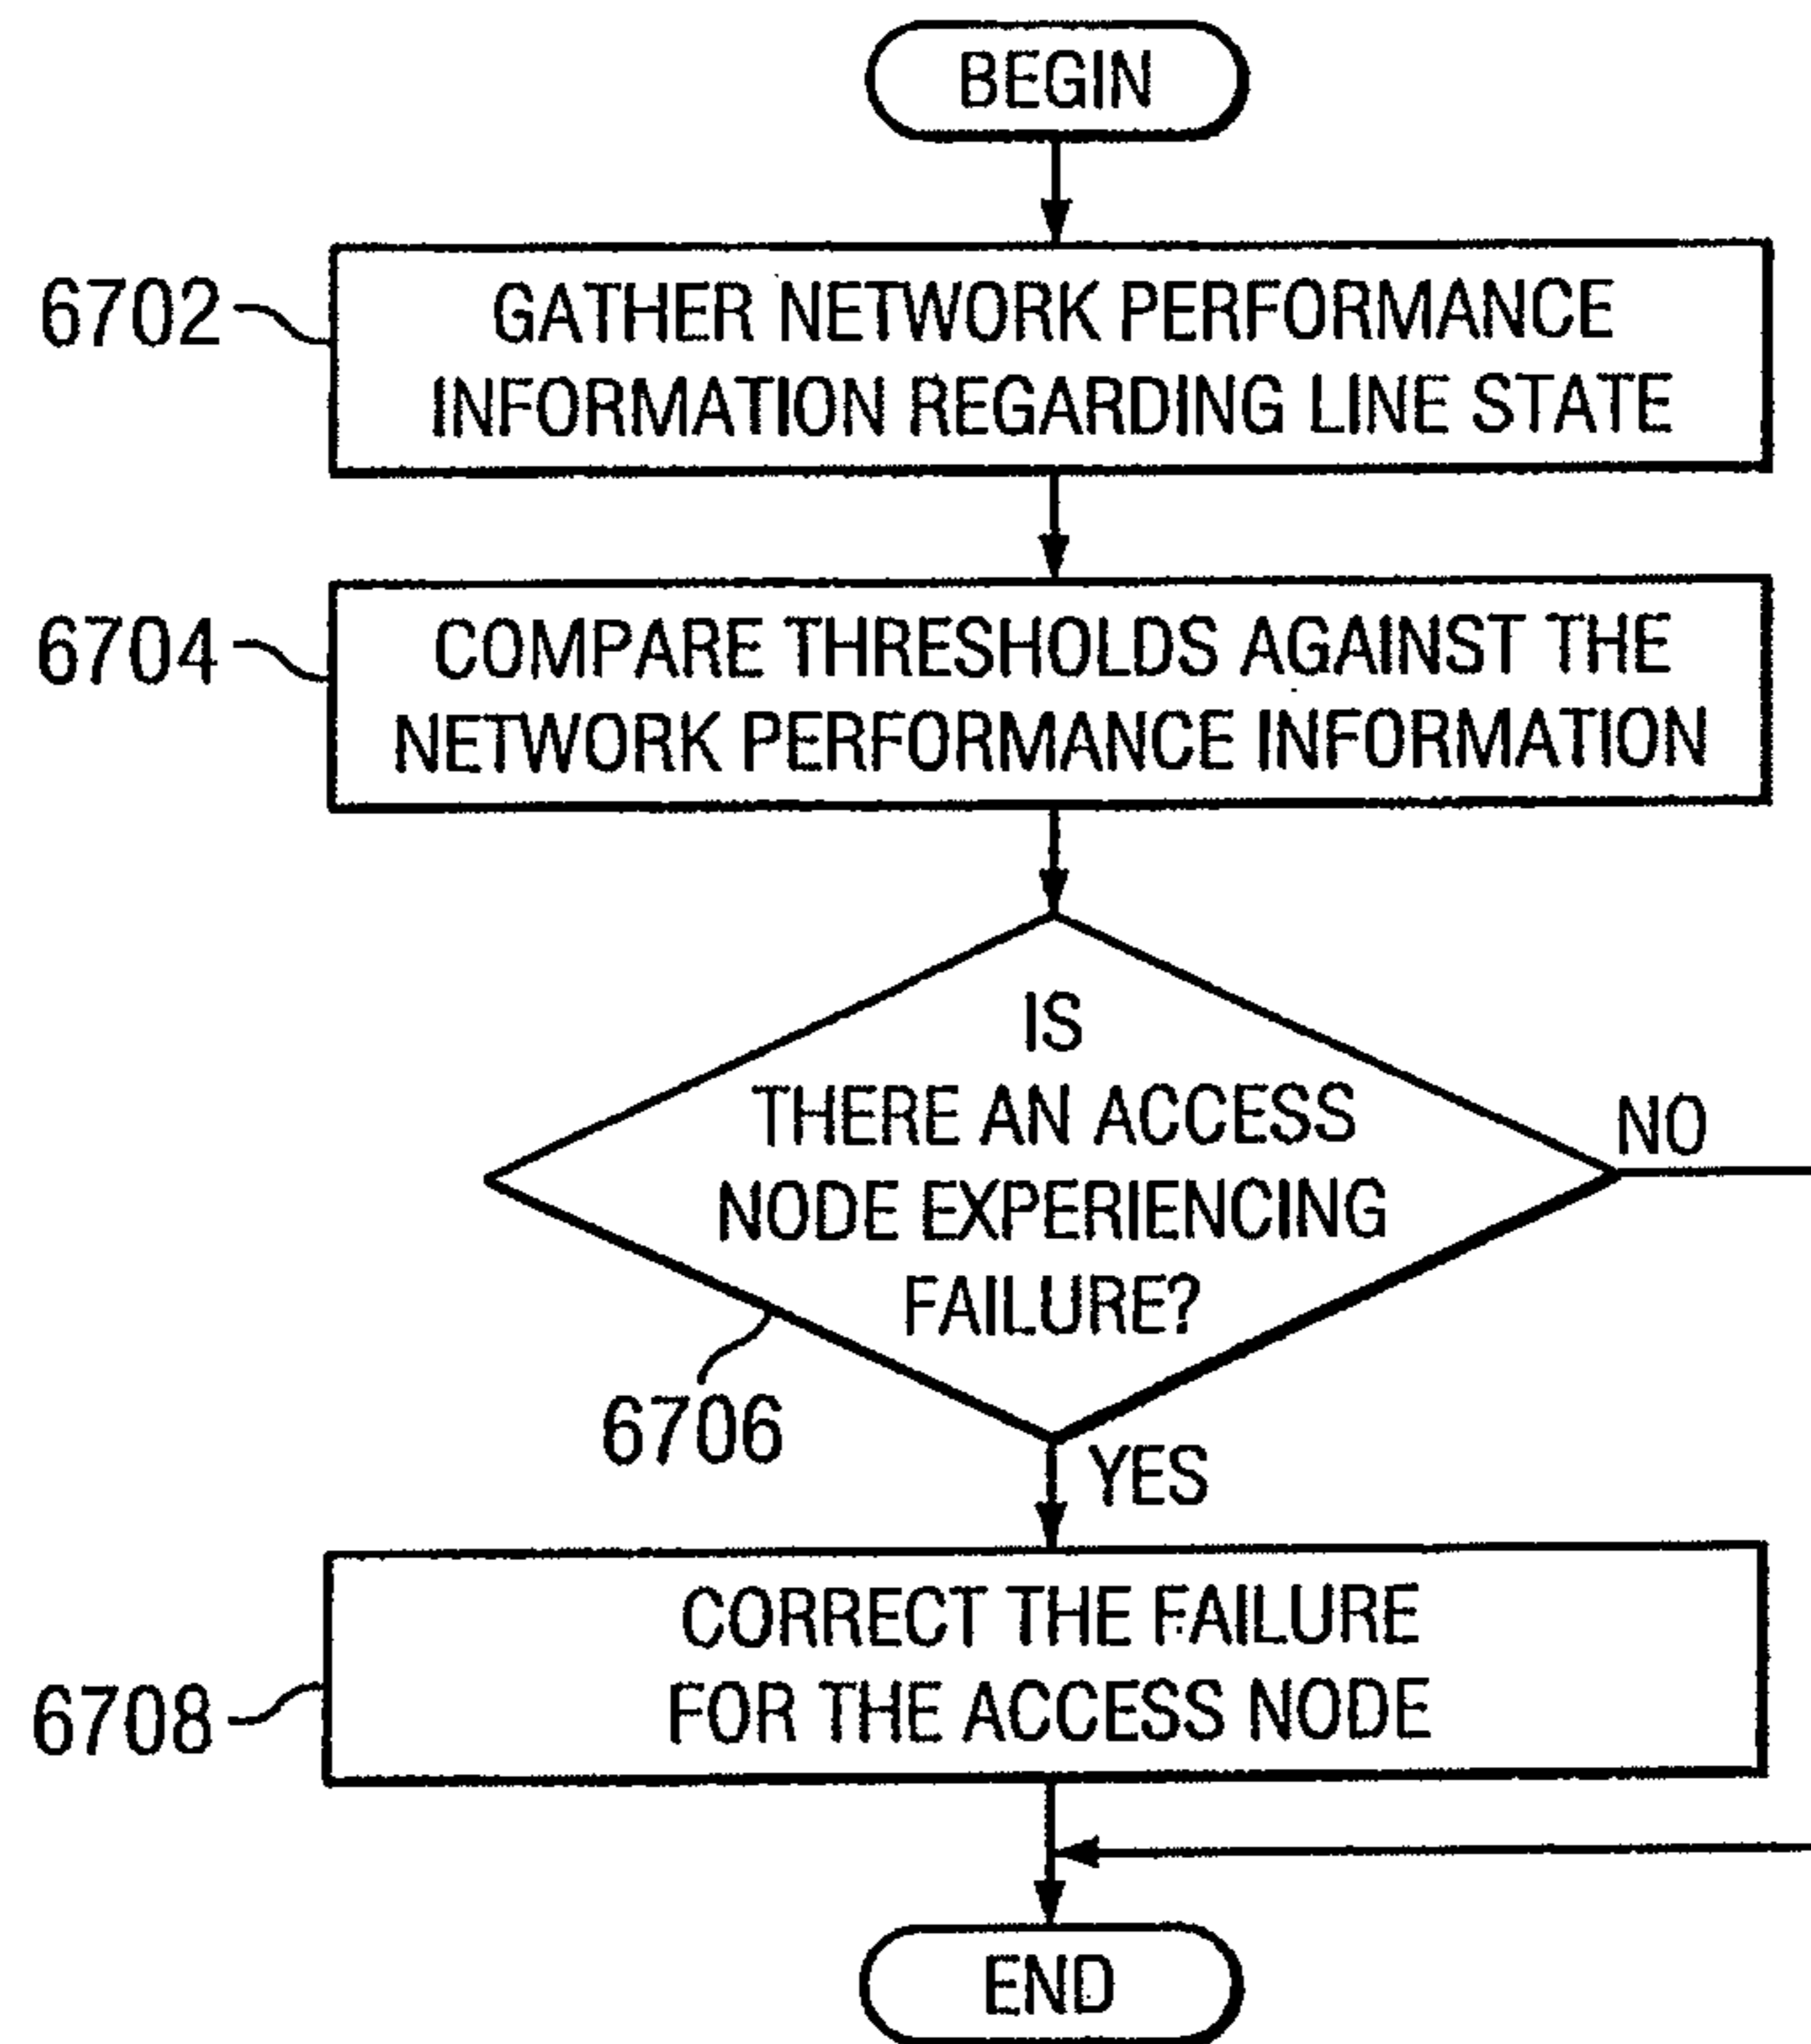 BEGIN
6702
GATHER NETWORK PERFORMANCE
INFORMATION REGARDING LINE STATE
6704
COMPARE THRESHOLDS AGAINST THE
NETWORK PERFORMANCE INFORMATION
IS
THERE AN ACCESS
NODE EXPERIENCING
FAILURE?
NO
6706
YES
6708
CORRECT THE FAILURE
FOR THE ACCESS NODE
END